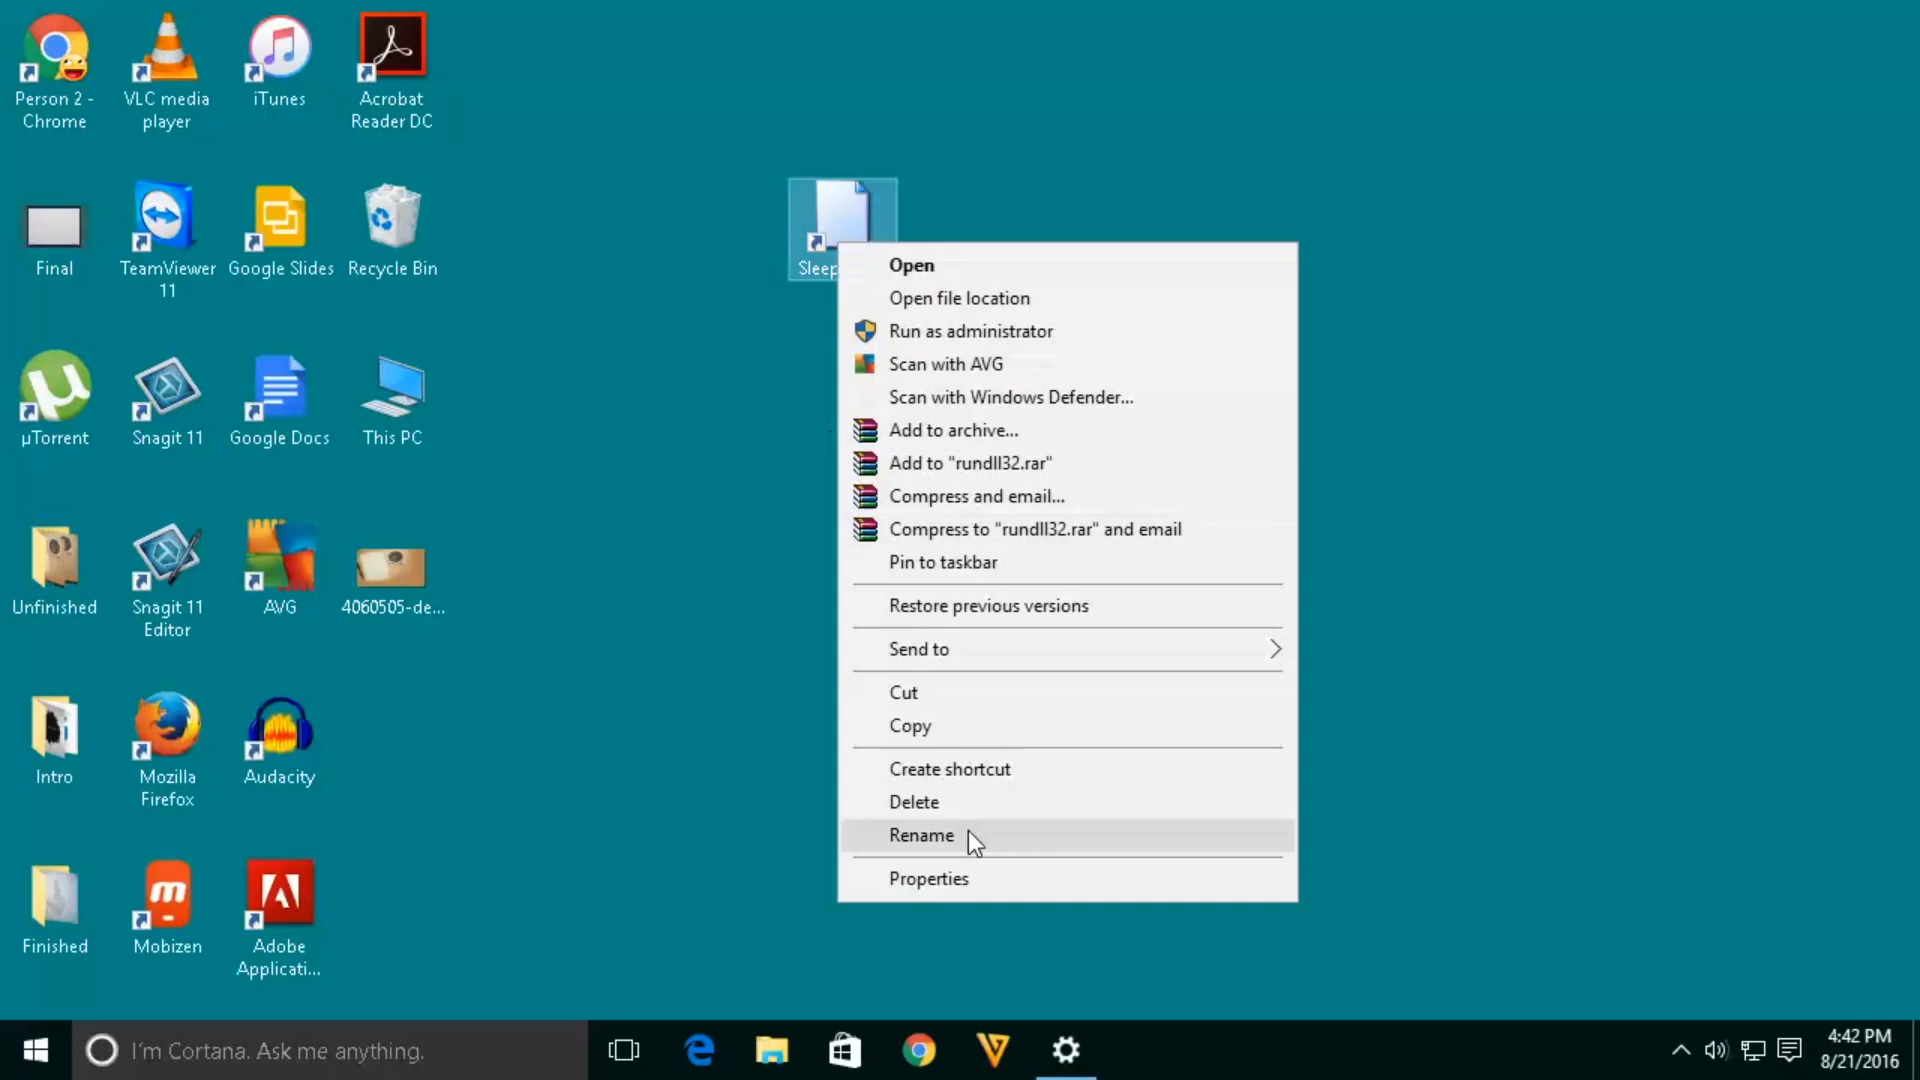 Person 2 -
Chrome
VLC media
player
iTunes
Acrobat
Reader DC
Final
TeamViewer
11
Google Slides
Recycle Bin
µTorrent
Snagit 11
Google Docs
This PC
Unfinished
Snagit 11
Editor
AVG
4060505-de...
Intro
Mozilla
Firefox
Audacity
Finished
Mobizen
Adobe
Applicati...
Sleep
Open
Open file location
Run as administrator
Scan with AVG
Scan with Windows Defender...
Add to archive...
Add to "rundll32.rar"
Compress and email...
Compress to "rundll32.rar" and email
Pin to taskbar
Restore previous versions
Send to
Cut
Copy
Create shortcut
Delete
Rename
Properties
I'm Cortana. Ask me anything.
4:42 PM
8/21/2016